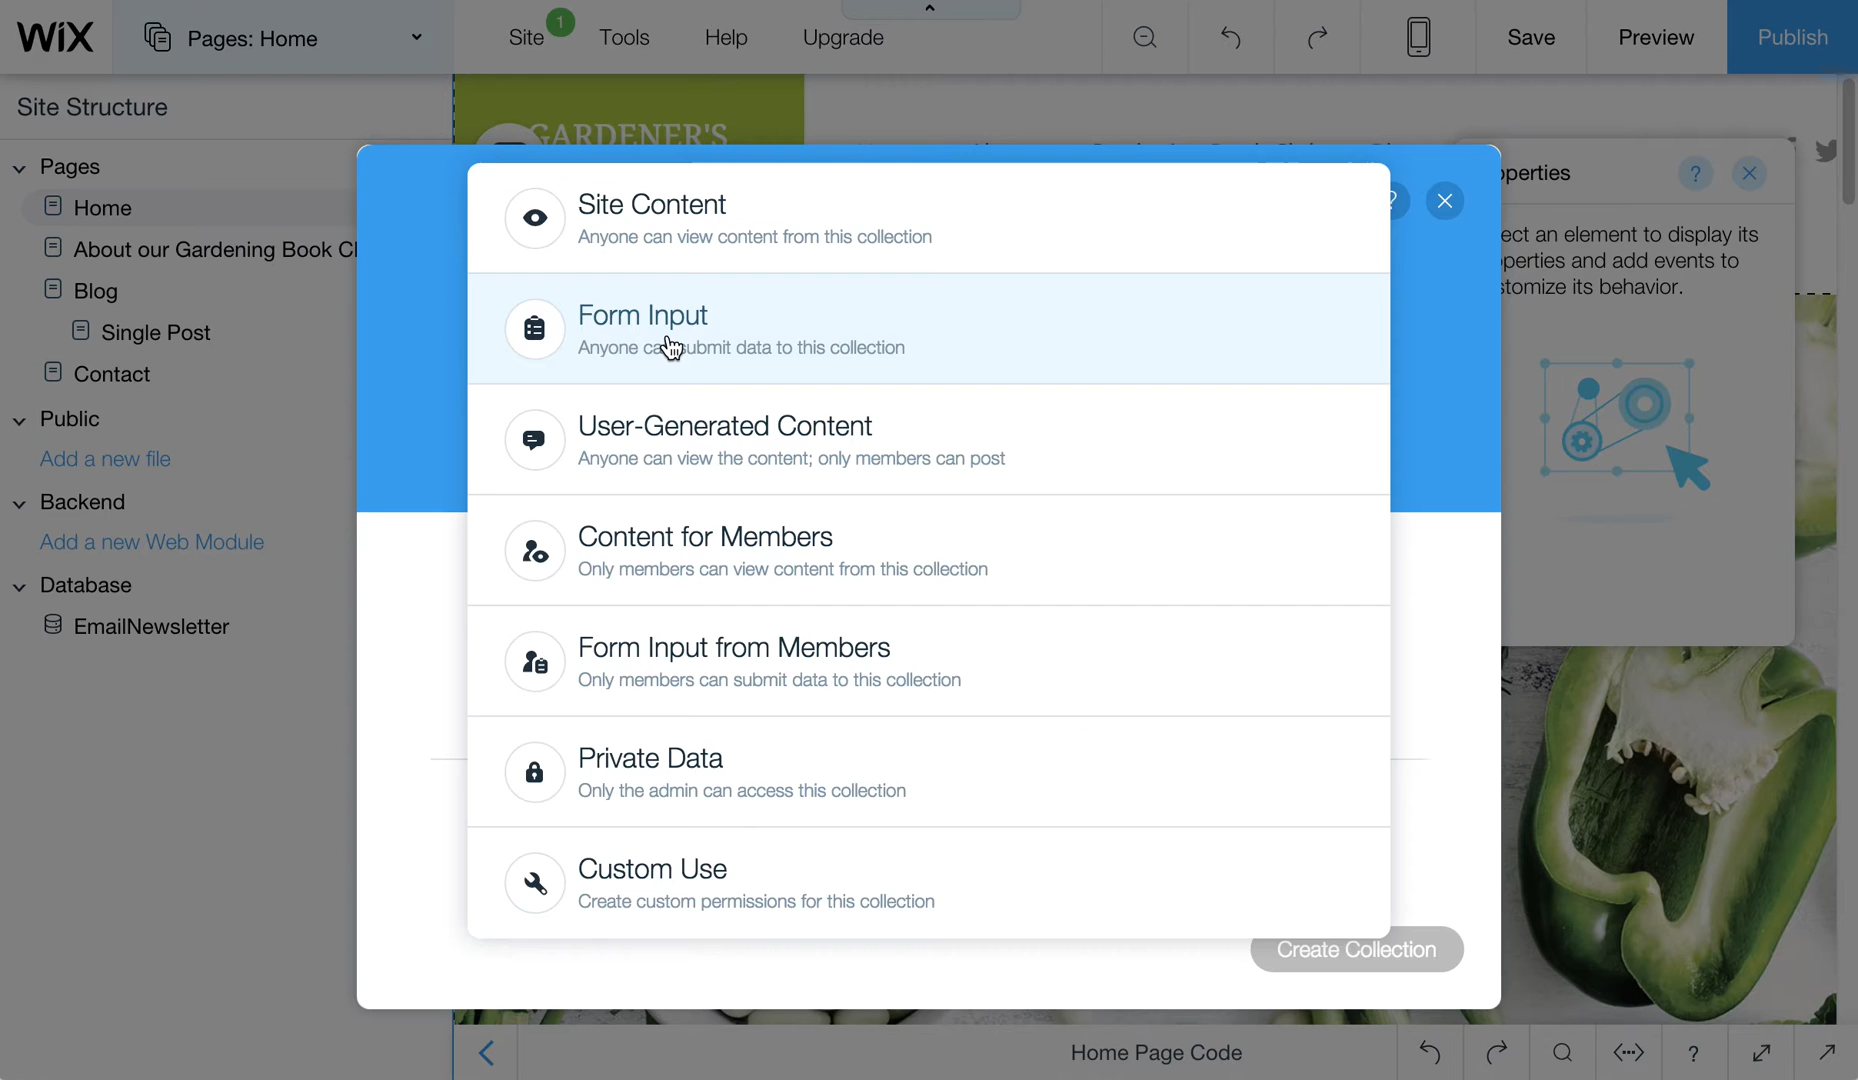 WiX
Pages: Home
Site
1
Tools
Help
Upgrade
Save
Preview
Publish
Site Structure
Pages
Home
About our Gardening Book Cl
Blog
Single Post
Contact
Public
Add a new file
Backend
Add a new Web Module
Database
EmailNewsletter
GARDENER'S
operties
?
?
ect an element to display its
operties and add events to
stomize its behavior.
Site Content
Anyone can view content from this collection
Form Input
Anyone ca submit data to this collection
User-Generated Content
Anyone can view the content; only members can post
Content for Members
Only members can view content from this collection
Form Input from Members
Only members can submit data to this collection
Private Data
Only the admin can access this collection
Custom Use
Create custom permissions for this collection
Create Collection
Home Page Code
?